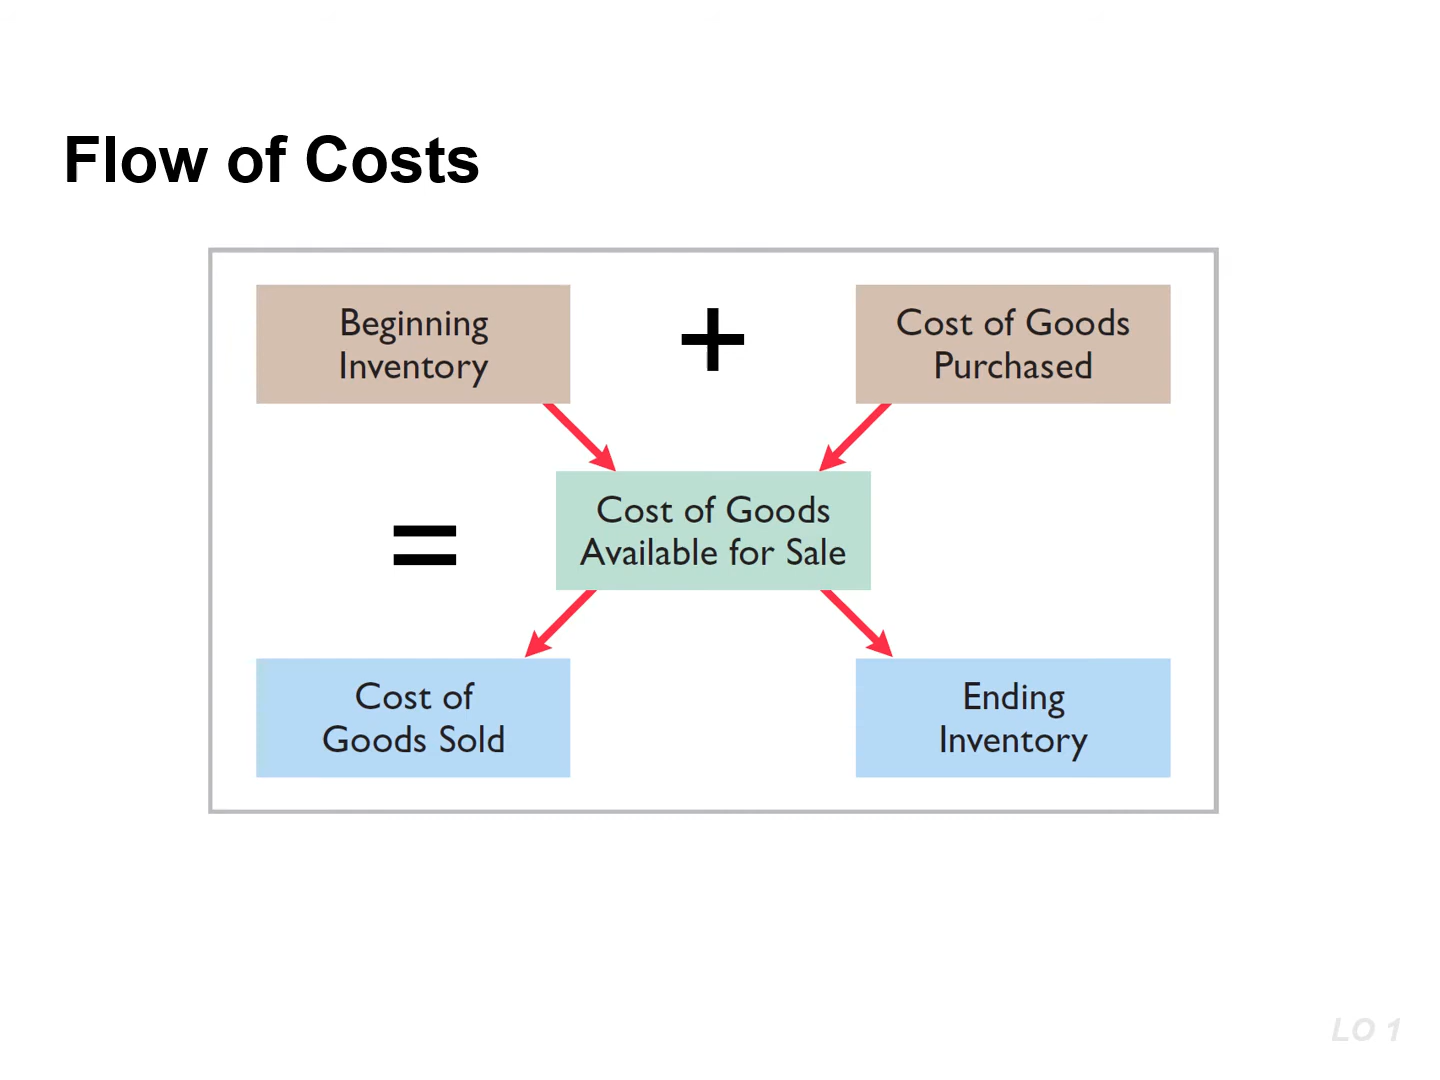 Flow of Costs
Beginning
Inventory
+
Cost of Goods
Purchased
=
Cost of Goods
Available for Sale
Cost of
Goods Sold
Ending
Inventory
LO 1